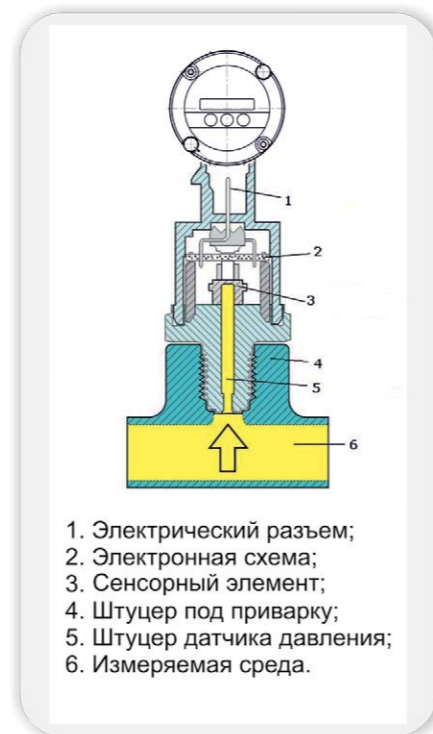 1
2
3
4
5
6
1. Электрический разъем;
2. Электронная схема;
3. Сенсорный элемент;
4. Штуцер под приварку;
5. Штуцер датчика давления;
6. Измеряемая среда.